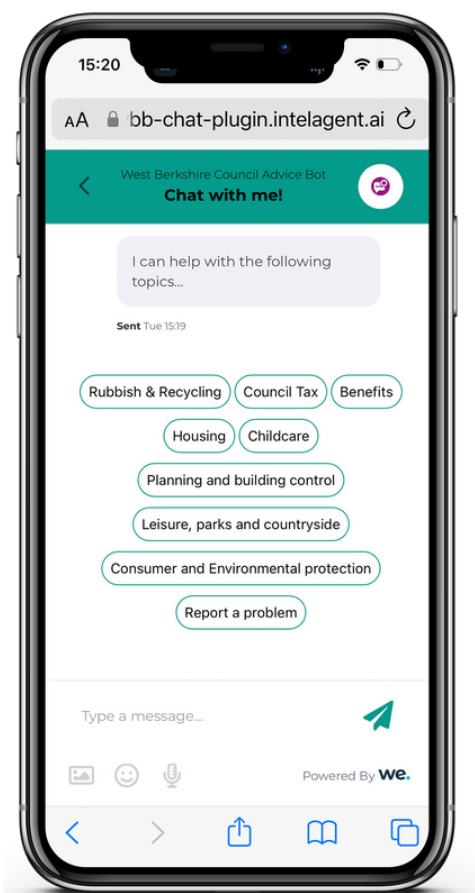 15:20
AA bb-chat-plugin.intelagent.ai
West Berkshire Council Advice Bot
Chat with me!
I can help with the following
topics...
Sent Tue 15:19
Rubbish & Recycling Council Tax Benefits
Housing Childcare
Planning and building control
Leisure, parks and countryside
Consumer and Environmental protection
Report a problem
Type a message...
Powered By we.